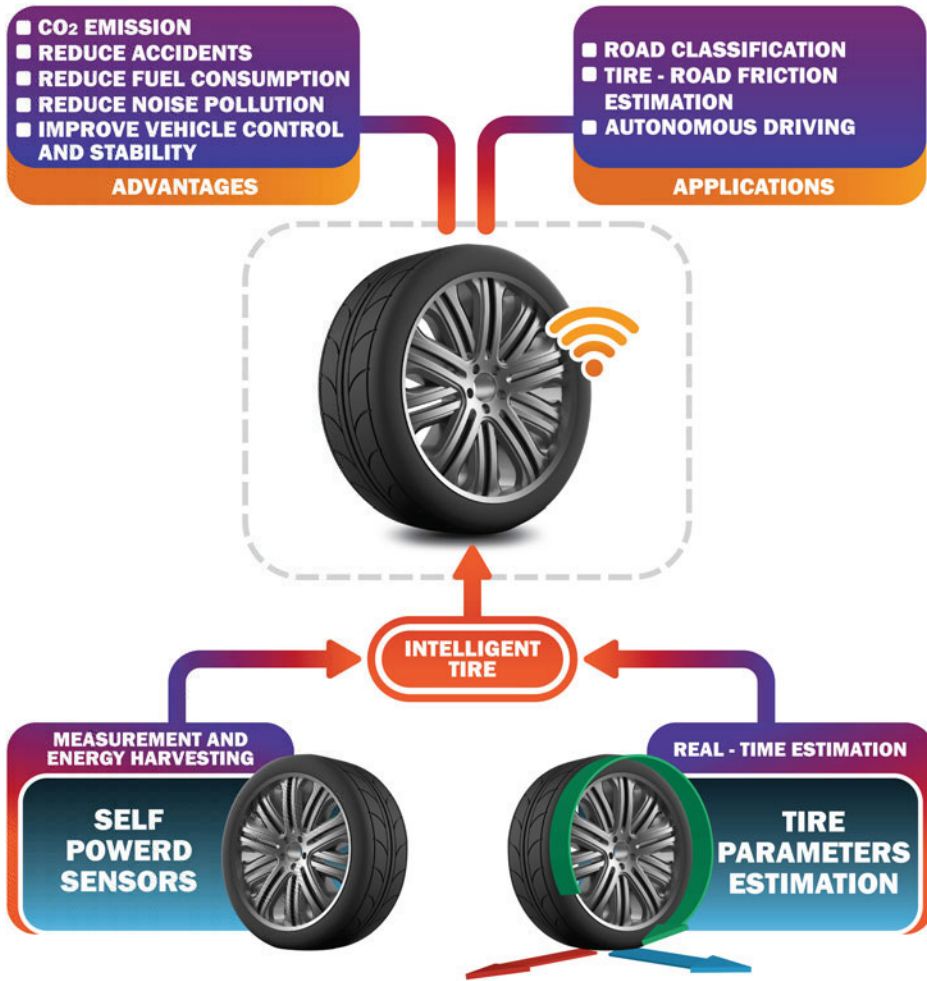 CO2 EMISSION
REDUCE ACCIDENTS
REDUCE FUEL CONSUMPTION
REDUCE NOISE POLLUTION
IMPROVE VEHICLE CONTROL
AND STABILITY
ADVANTAGES
ROAD CLASSIFICATION
TIRE - ROAD FRICTION
ESTIMATION
AUTONOMOUS DRIVING
APPLICATIONS
INTELLIGENT
TIRE
MEASUREMENT AND
ENERGY HARVESTING
SELF
POWERD
SENSORS
REAL - TIME ESTIMATION
TIRE
PARAMETERS
ESTIMATION